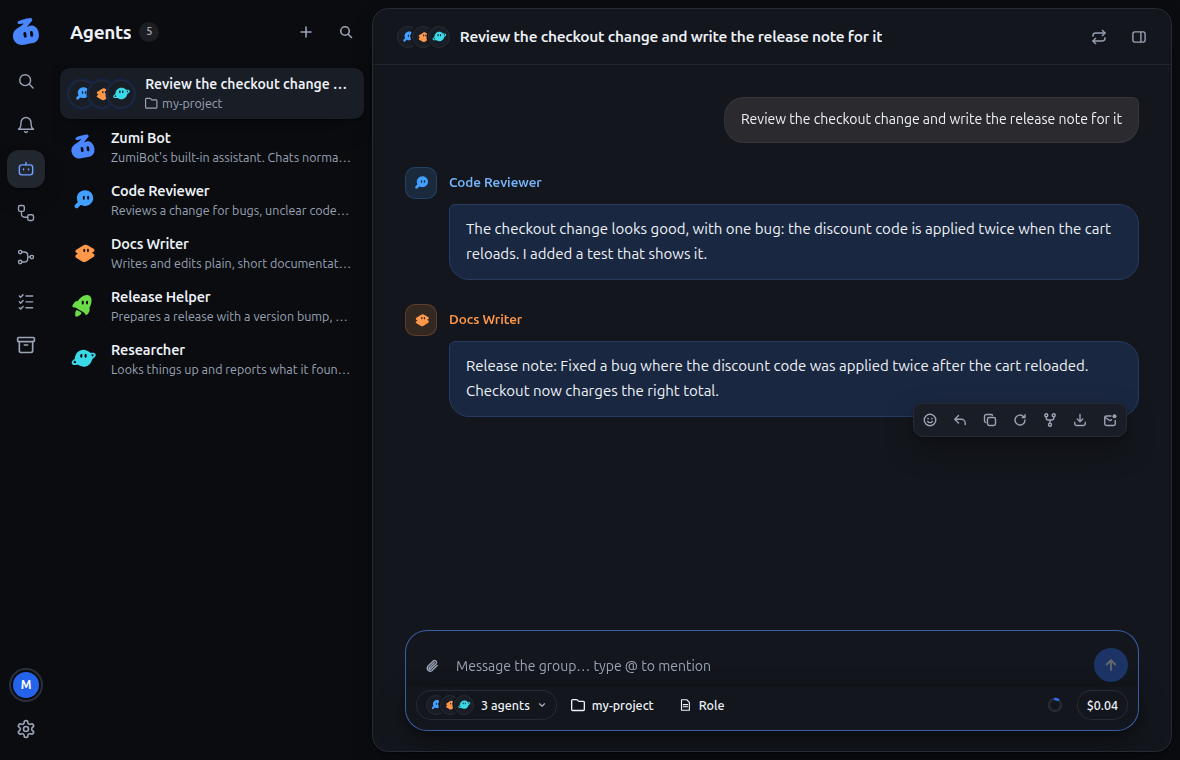 Agents 5
Review the checkout change …
my-project
Zumi Bot
ZumiBot's built-in assistant. Chats norma…
Code Reviewer
Reviews a change for bugs, unclear code…
Docs Writer
Writes and edits plain, short documentat…
Release Helper
Prepares a release with a version bump, …
Researcher
Looks things up and reports what it foun…
M
Review the checkout change and write the release note for it
Review the checkout change and write the release note for it
Code Reviewer
The checkout change looks good, with one bug: the discount code is applied twice when the cart
reloads. I added a test that shows it.
Docs Writer
Release note: Fixed a bug where the discount code was applied twice after the cart reloaded.
Checkout now charges the right total.
Message the group… type @ to mention
3 agents my-project Role $0.04